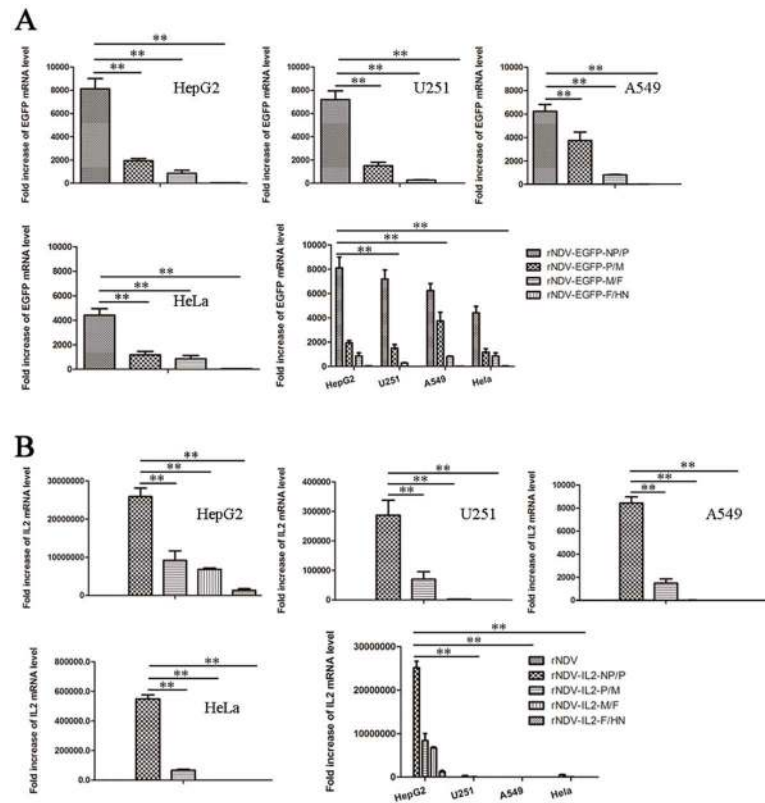 A
Fold increase of EGFP mRNA level
10000
8000
6000
4000
2000
0
**
**
**
HepG2
Fold increase of EGFP mRNA level
10000
8000
6000
4000
2000
0
**
**
**
U251
Fold increase of EGFP mRNA level
10000
8000
6000
4000
2000
0
**
**
**
A549
Fold increase of EGFP mRNA level
10000
8000
6000
4000
2000
0
**
**
**
HeLa
Fold increase of EGFP mRNA level
10000
8000
6000
4000
2000
0
**
**
**
HepG2
U251
A549
Hela
rNDV-EGFP-NP/P
rNDV-EGFP-P/M
rNDV-EGFP-M/F
rNDV-EGFP-F/HN
B
Fold increase of IL2 mRNA level
30000000
20000000
10000000
0
**
**
**
HepG2
Fold increase of IL2 mRNA level
400000
300000
200000
100000
0
**
**
**
U251
Fold increase of IL2 mRNA level
10000
8000
6000
4000
2000
0
**
**
**
A549
Fold increase of IL2 mRNA level
800000.0
600000.0
400000.0
200000.0
0.0
**
**
**
HeLa
Fold increase of IL2 mRNA level
30000000
20000000
10000000
0
**
**
**
HepG2
U251
A549
Hela
rNDV
rNDV-IL2-NP/P
rNDV-IL2-P/M
rNDV-IL2-M/F
rNDV-IL2-F/HN